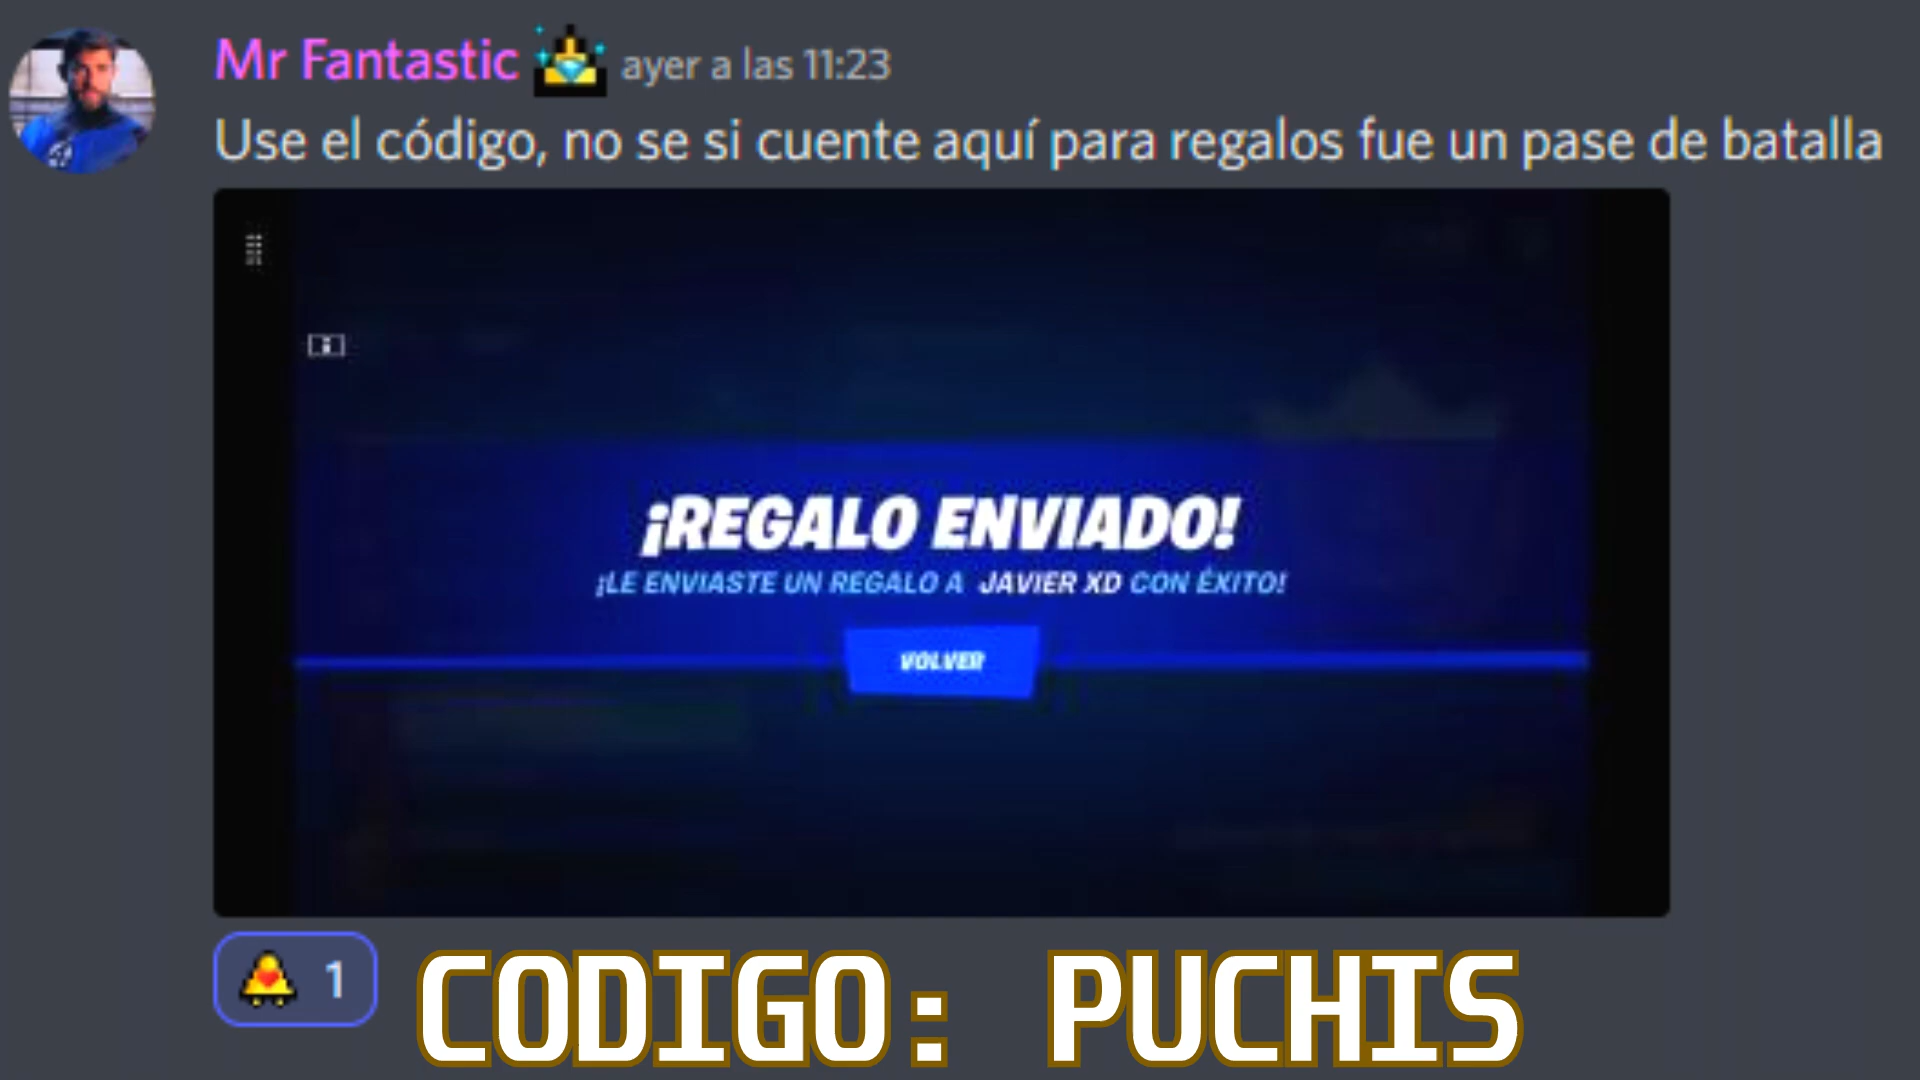 Mr Fantastic ayer a las 11:23
Use el código, no se si cuente aquí para regalos fue un pase de batalla
¡REGALO ENVIADO!
¡LE ENVIASTE UN REGALO A JAVIER XD CON ÉXITO!
VOLVER
1
CODIGO: PUCHIS